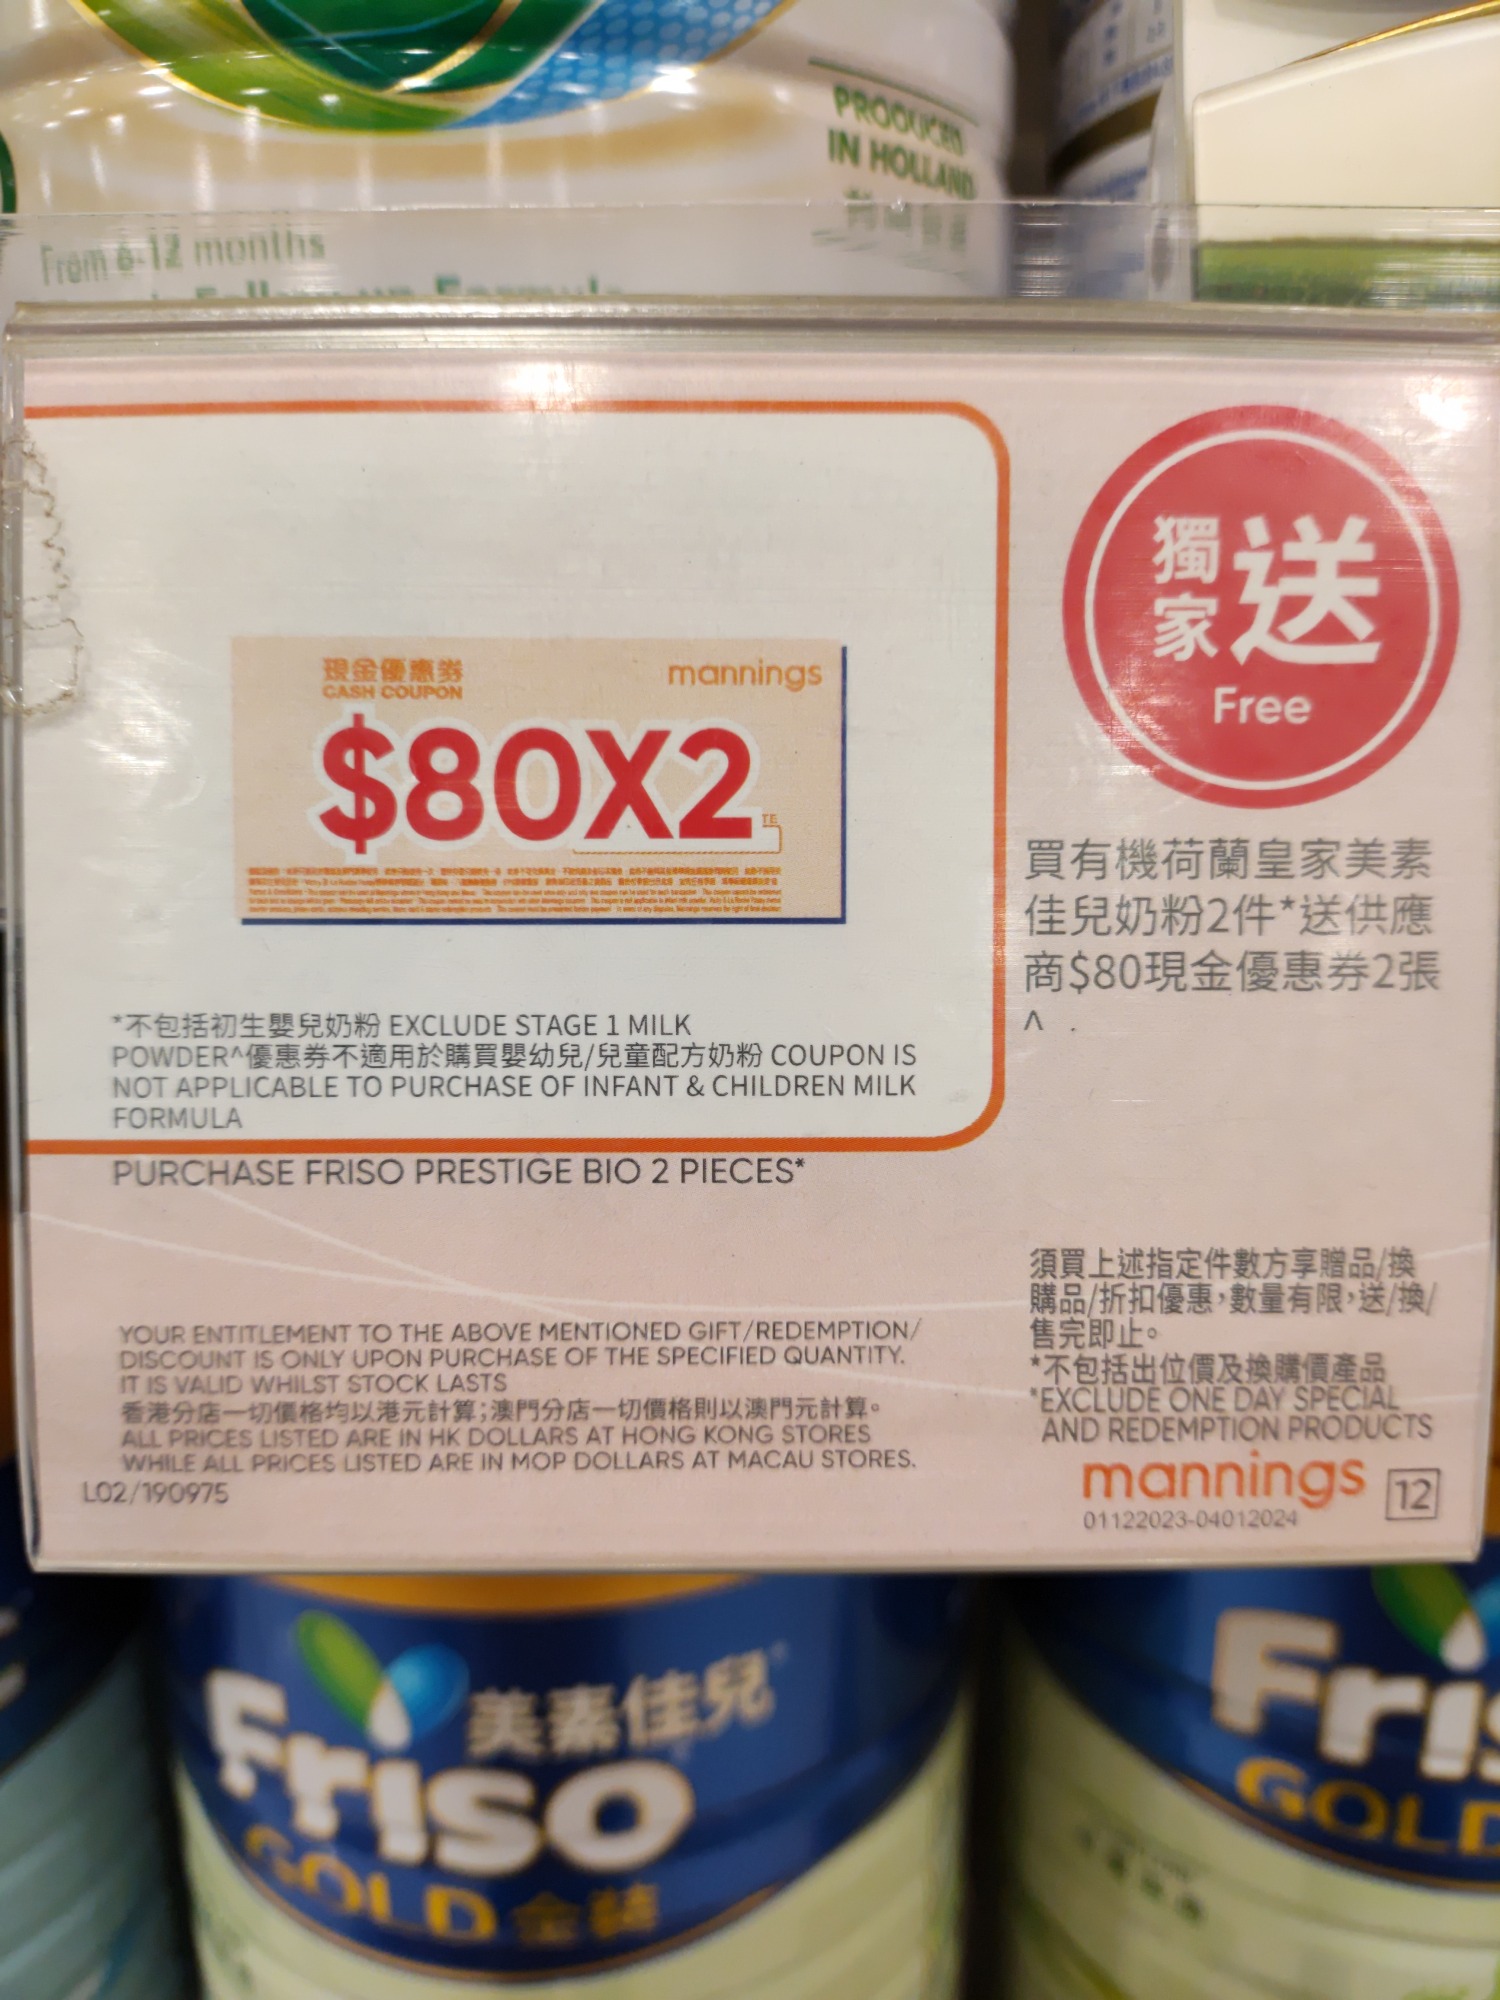 PRODUCED
IN HOLLAND
From 6-12 months
Follow-up Formula
現金優惠券
CASH COUPON
mannings
$80X2
獨家
送
Free
買有機荷蘭皇家美素
佳兒奶粉2件*送供應
商$80現金優惠券2張
^ .
*不包括初生嬰兒奶粉 EXCLUDE STAGE 1 MILK
POWDER^優惠券不適用於購買嬰幼兒/兒童配方奶粉 COUPON IS
NOT APPLICABLE TO PURCHASE OF INFANT & CHILDREN MILK
FORMULA
PURCHASE FRISO PRESTIGE BIO 2 PIECES*
須買上述指定件數方享贈品/換
購品/折扣優惠，數量有限，送/換/
售完即止。
*不包括出位價及換購價產品
*EXCLUDE ONE DAY SPECIAL
AND REDEMPTION PRODUCTS
YOUR ENTITLEMENT TO THE ABOVE MENTIONED GIFT/REDEMPTION/
DISCOUNT IS ONLY UPON PURCHASE OF THE SPECIFIED QUANTITY.
IT IS VALID WHILST STOCK LASTS
香港分店一切價格均以港元計算；澳門分店一切價格則以澳門元計算。
ALL PRICES LISTED ARE IN HK DOLLARS AT HONG KONG STORES
WHILE ALL PRICES LISTED ARE IN MOP DOLLARS AT MACAU STORES.
L02/190975
mannings 12
01122023-04012024
美素佳兒
Friso
GOLD 金裝
Fris
GOLD